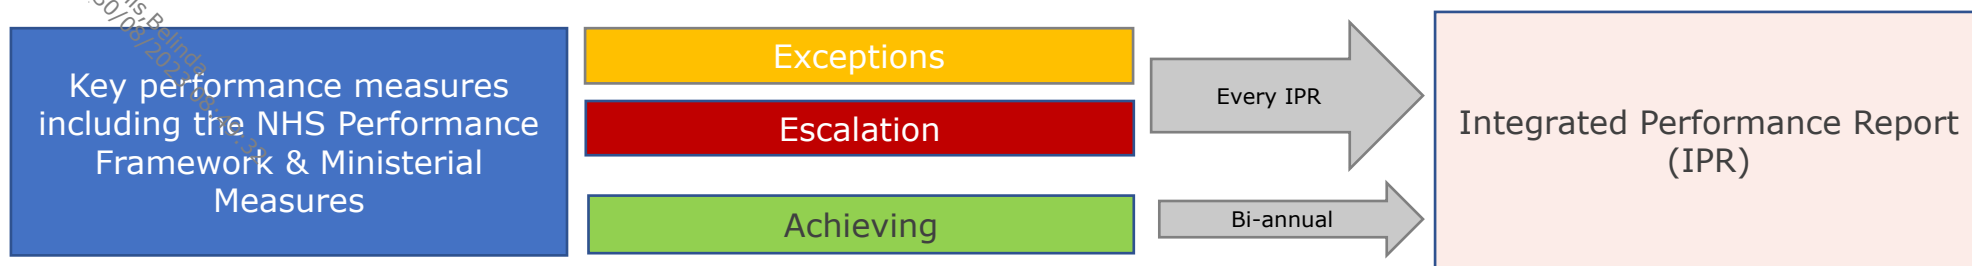 Key performance measures
including the NHS Performance
Framework & Ministerial
Measures
Exceptions
Escalation
Achieving
Every IPR
Bi-annual
Integrated Performance Report
(IPR)